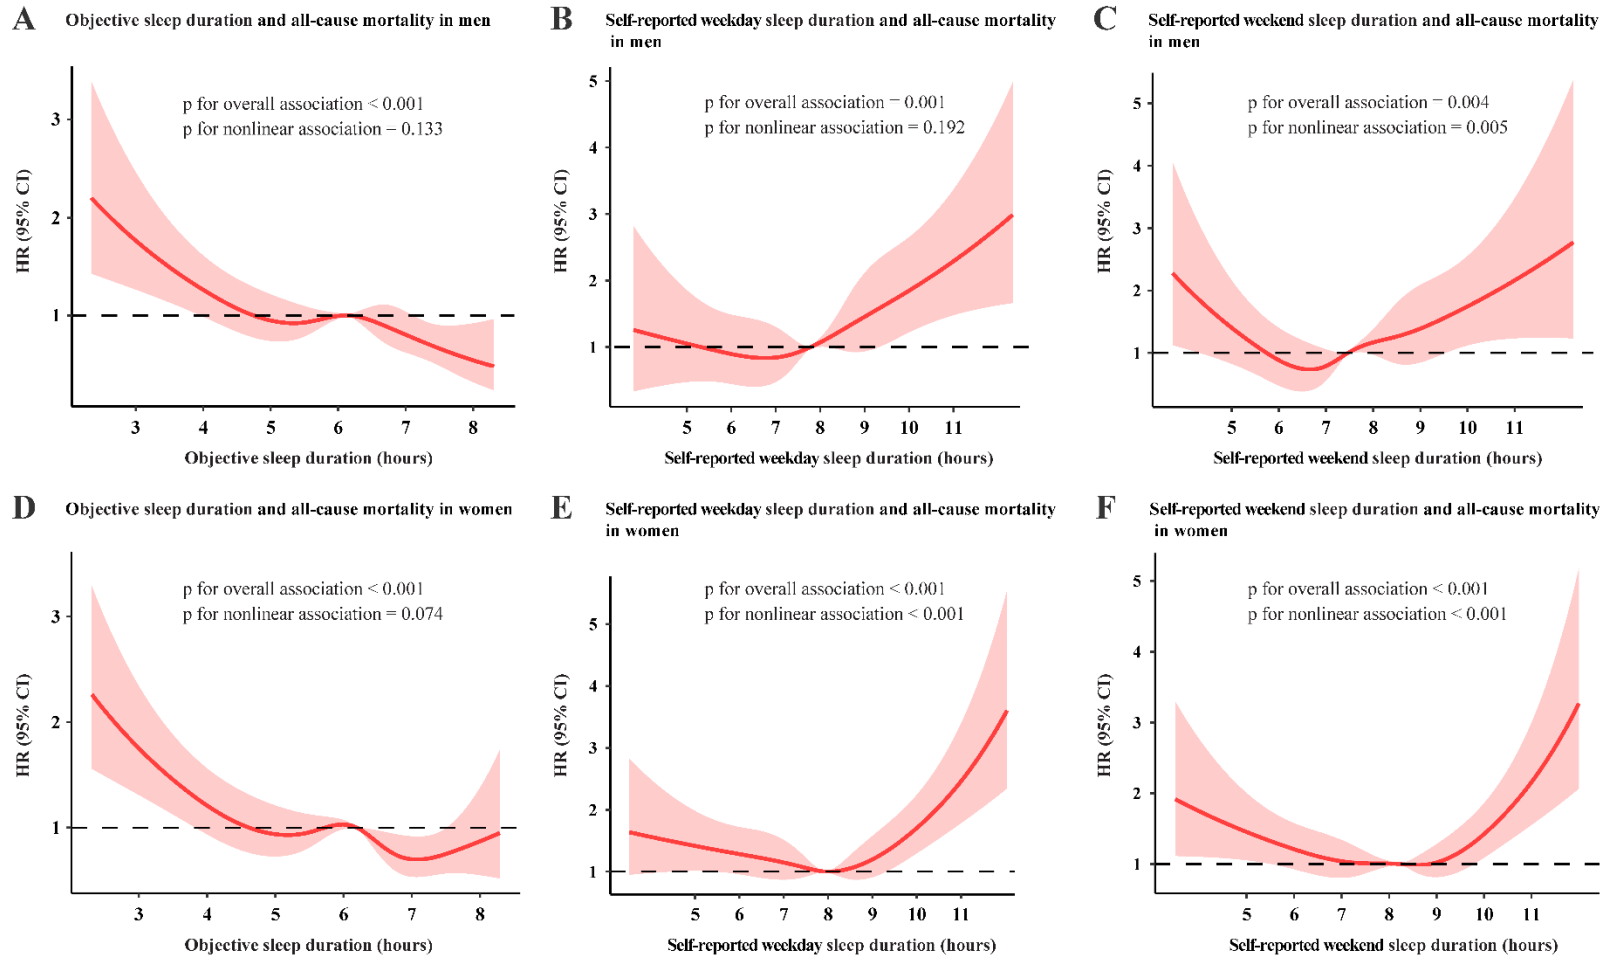 A Objective sleep duration and all-cause mortality in men
p for overall association < 0.001
p for nonlinear association − 0.133
HR (95% CI)
3
2
1
3 4 5 6 7 8
Objective sleep duration (hours)
B Self-reported weekday sleep duration and all-cause mortality
in men
p for overall association = 0.001
p for nonlinear association = 0.192
HR (95% CI)
5
4
3
2
1
5 6 7 8 9 10 11
Self-reported weekday sleep duration (hours)
C Self-reported weekend sleep duration and all-cause mortality
in men
p for overall association = 0.004
p for nonlinear association = 0.005
HR (95% CI)
5
4
3
2
1
5 6 7 8 9 10 11
Self-reported weekend sleep duration (hours)
D Objective sleep duration and all-cause mortality in women
p for overall association < 0.001
p for nonlinear association = 0.074
HR (95% CI)
3
2
1
3 4 5 6 7 8
Objective sleep duration (hours)
E Self-reported weekday sleep duration and all-cause mortality
in women
p for overall association < 0.001
p for nonlinear association < 0.001
HR (95% CI)
5
4
3
2
1
5 6 7 8 9 10 11
Self-reported weekday sleep duration (hours)
F Self-reported weekend sleep duration and all-cause mortality
in women
p for overall association < 0.001
p for nonlinear association < 0.001
HR (95% CI)
5
4
3
2
1
5 6 7 8 9 10 11
Self-reported weekend sleep duration (hours)